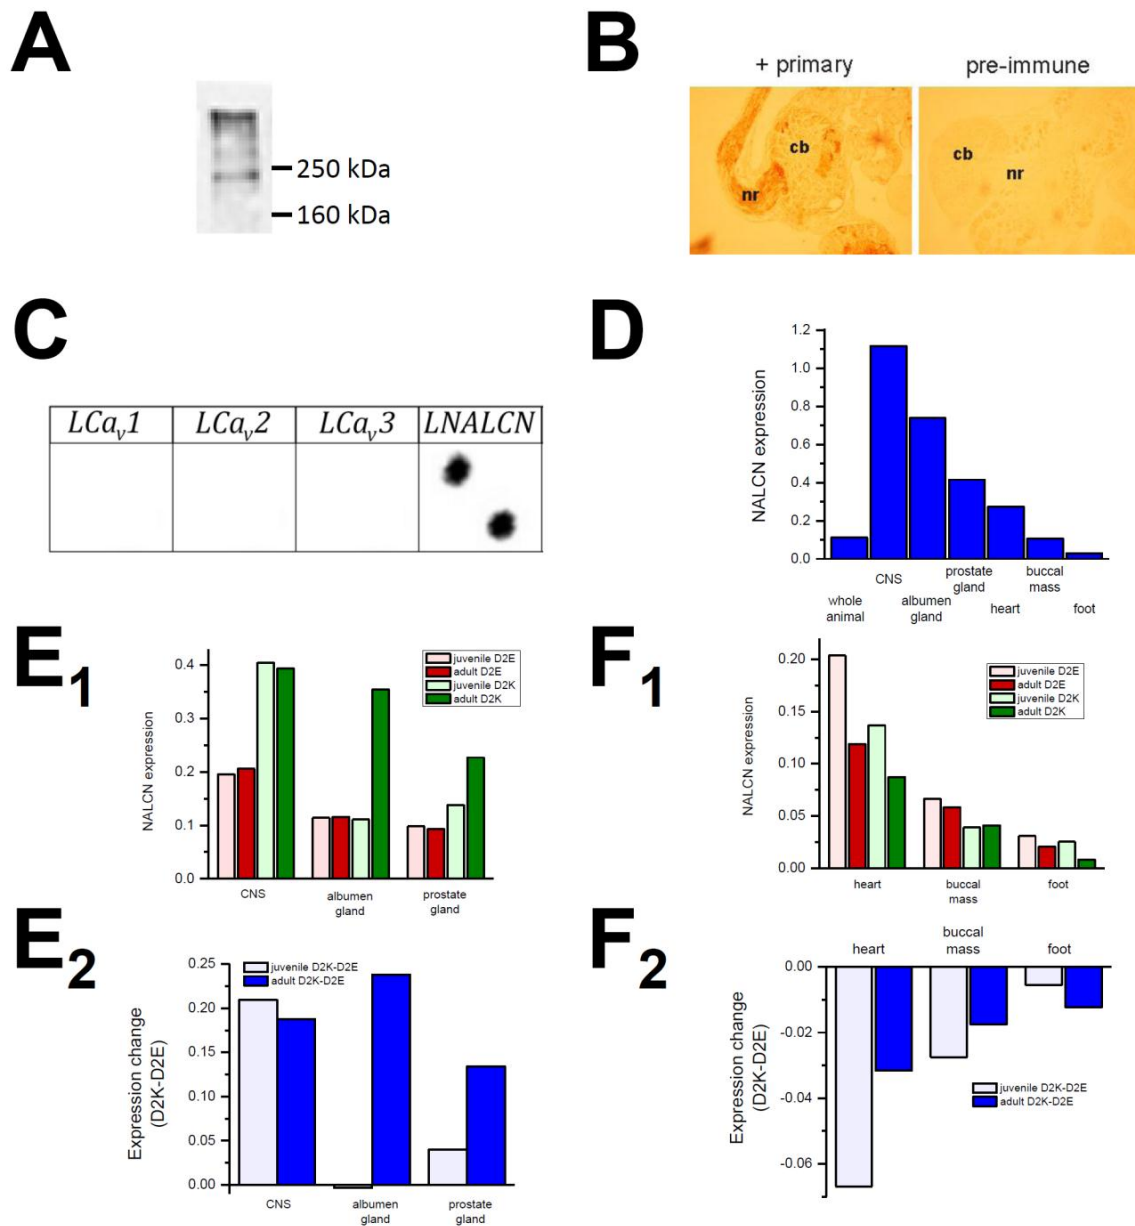 A
250 kDa
160 kDa
B
+ primary
pre-immune
cb
nr
cb
nr
C
LCav1
LCav2
LCav3
LNALCN
D
NALCN expression
1.2
1.0
0.8
0.6
0.4
0.2
0.0
whole
animal
CNS
albumen
gland
prostate
gland
heart
buccal
mass
foot
E1
NALCN expression
0.4
0.3
0.2
0.1
0.0
juvenile D2E
adult D2E
juvenile D2K
adult D2K
CNS
albumen
gland
prostate
gland
F1
NALCN expression
0.20
0.15
0.10
0.05
0.00
juvenile D2E
adult D2E
juvenile D2K
adult D2K
heart
buccal
mass
foot
E2
Expression change
(D2K-D2E)
0.25
0.20
0.15
0.10
0.05
0.00
juvenile D2K-D2E
adult D2K-D2E
CNS
albumen
gland
prostate
gland
F2
Expression change
(D2K-D2E)
heart
buccal
mass
foot
0.00
-0.02
-0.04
-0.06
juvenile D2K-D2E
adult D2K-D2E